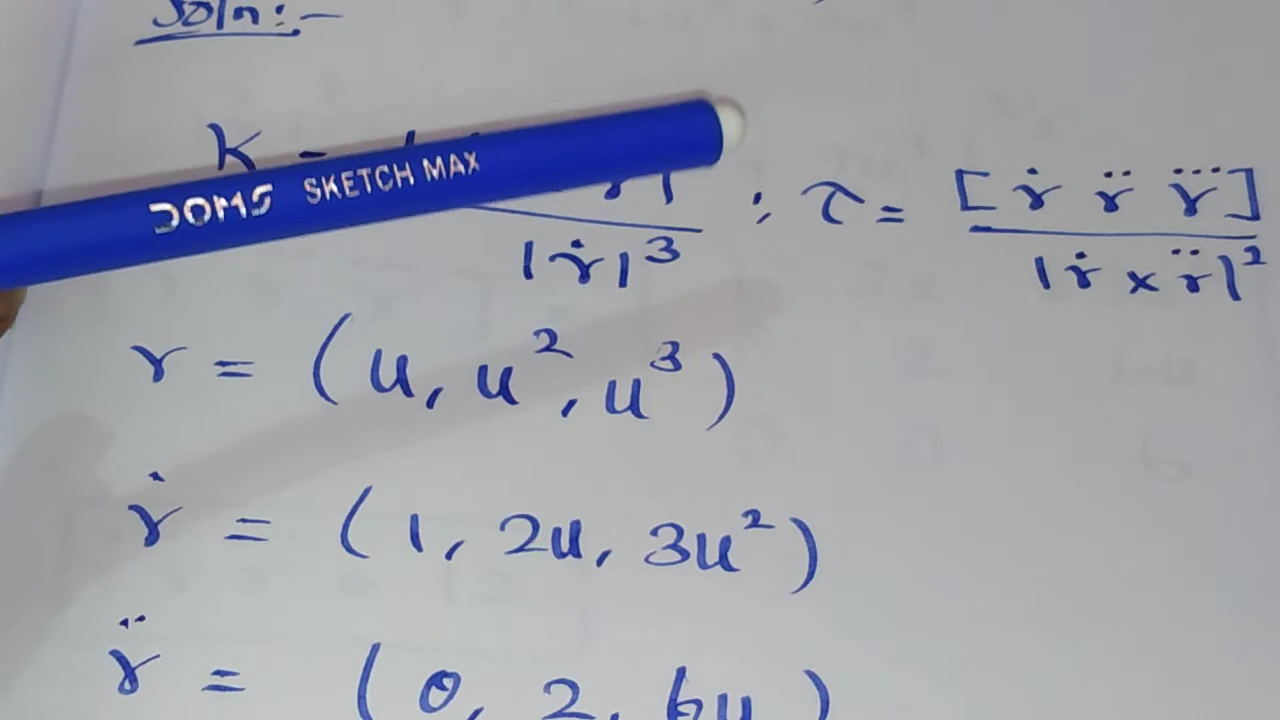 Soln:-
K = r̈| / |ṙ|³ ; τ = [ṙ r̈ r⃛] / |ṙ × r̈|²
DOMS SKETCH MAX
r = (u, u², u³)
ṙ = (1, 2u, 3u²)
r̈ = (0, 2, 6u)